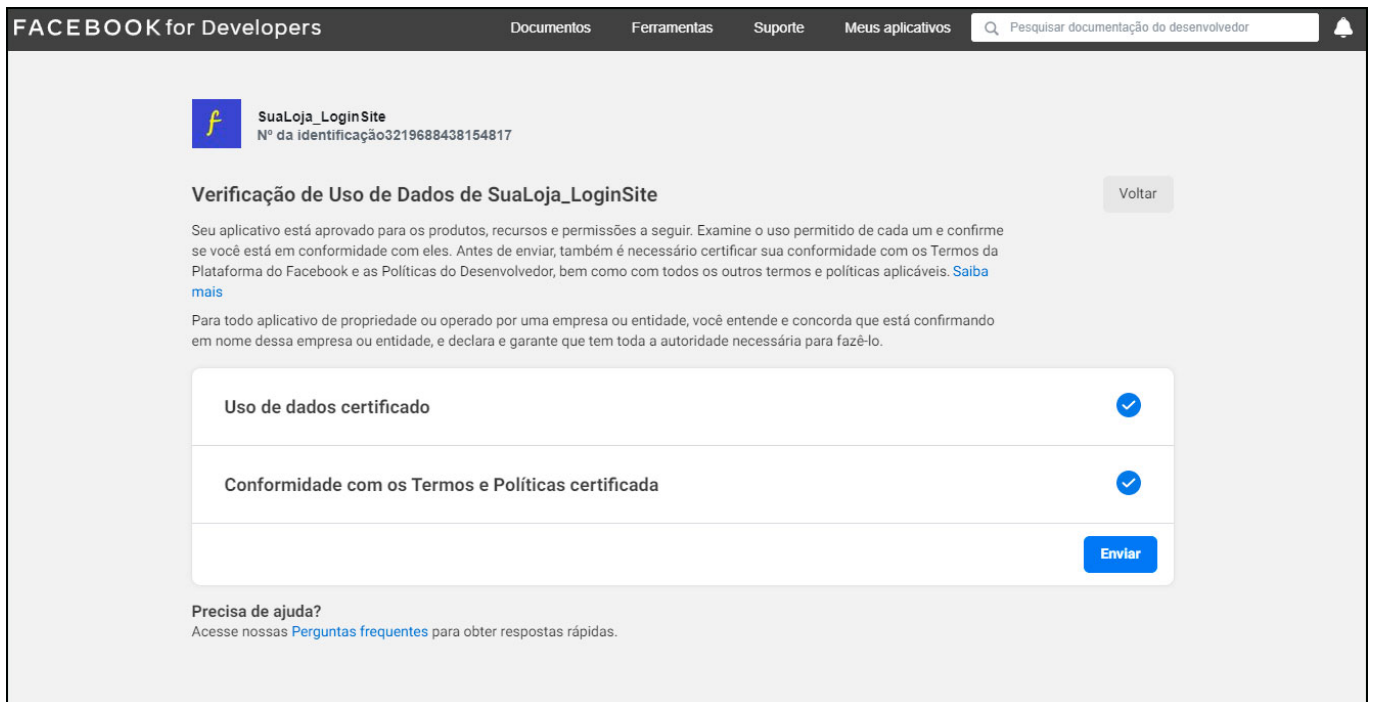 FACEBOOK for Developers Documentos Ferramentas Suporte Meus aplicativos Pesquisar documentação do desenvolvedor
f
SuaLoja_LoginSite
Nº da identificação3219688438154817
Verificação de Uso de Dados de SuaLoja_LoginSite Voltar
Seu aplicativo está aprovado para os produtos, recursos e permissões a seguir. Examine o uso permitido de cada um e confirme
se você está em conformidade com eles. Antes de enviar, também é necessário certificar sua conformidade com os Termos da
Plataforma do Facebook e as Políticas do Desenvolvedor, bem como com todos os outros termos e políticas aplicáveis. Saiba
mais
Para todo aplicativo de propriedade ou operado por uma empresa ou entidade, você entende e concorda que está confirmando
em nome dessa empresa ou entidade, e declara e garante que tem toda a autoridade necessária para fazê-lo.
Uso de dados certificado
Conformidade com os Termos e Políticas certificada
Enviar
Precisa de ajuda?
Acesse nossas Perguntas frequentes para obter respostas rápidas.